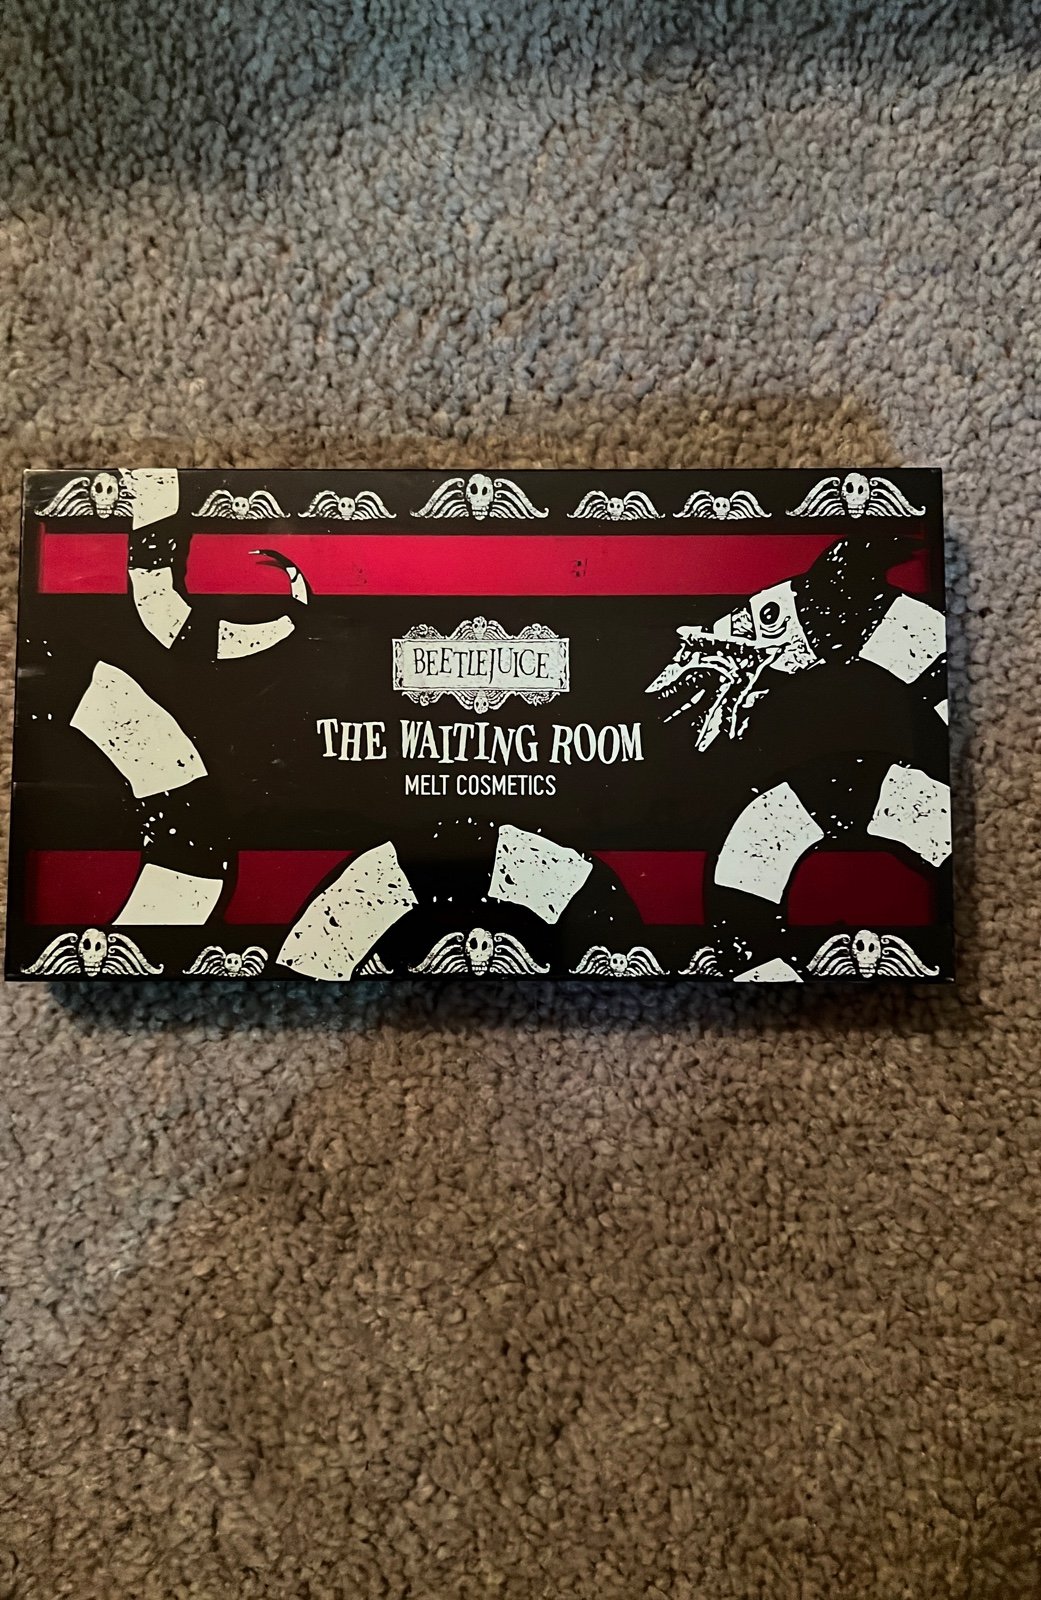 BEETLEJUICE
THE WAITING ROOM
MELT COSMETICS